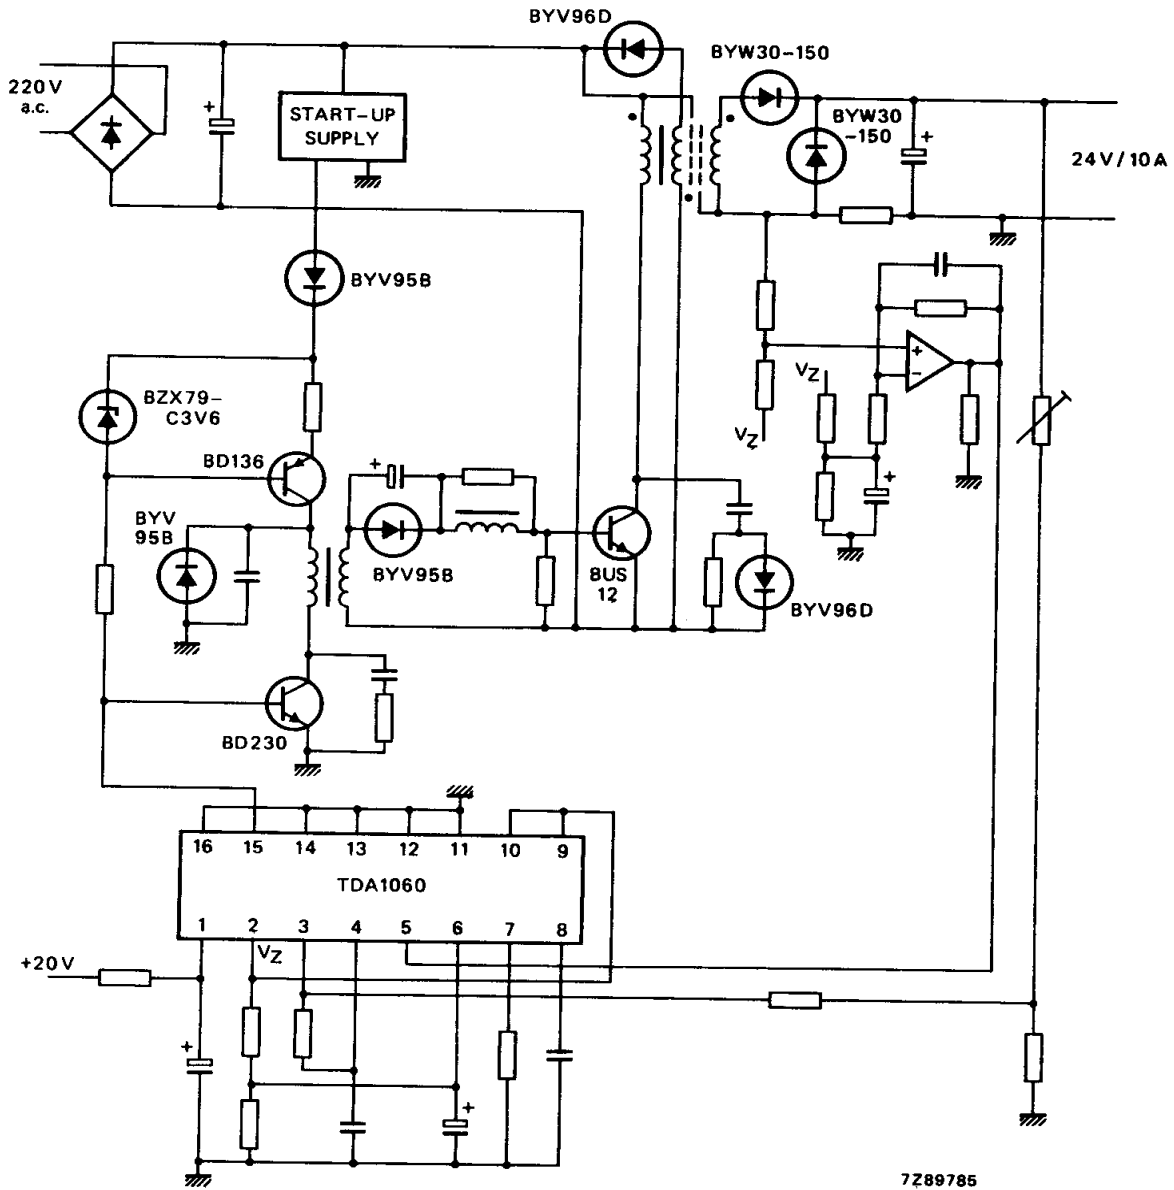 BYV96D
BYW30-150
220V
a.c.
+
START-UP
SUPPLY
BYW30
-150
+
24V/10A
BYV95B
+
-
VZ
BZX79-
C3V6
VZ
BD136
+
+
BYV
95B
BYV95B
BUS
12
BYV96D
BD230
16 15 14 13 12 11 10 9
TDA1060
1 2 3 4 5 6 7 8
VZ
+20V
+
+
7Z89785